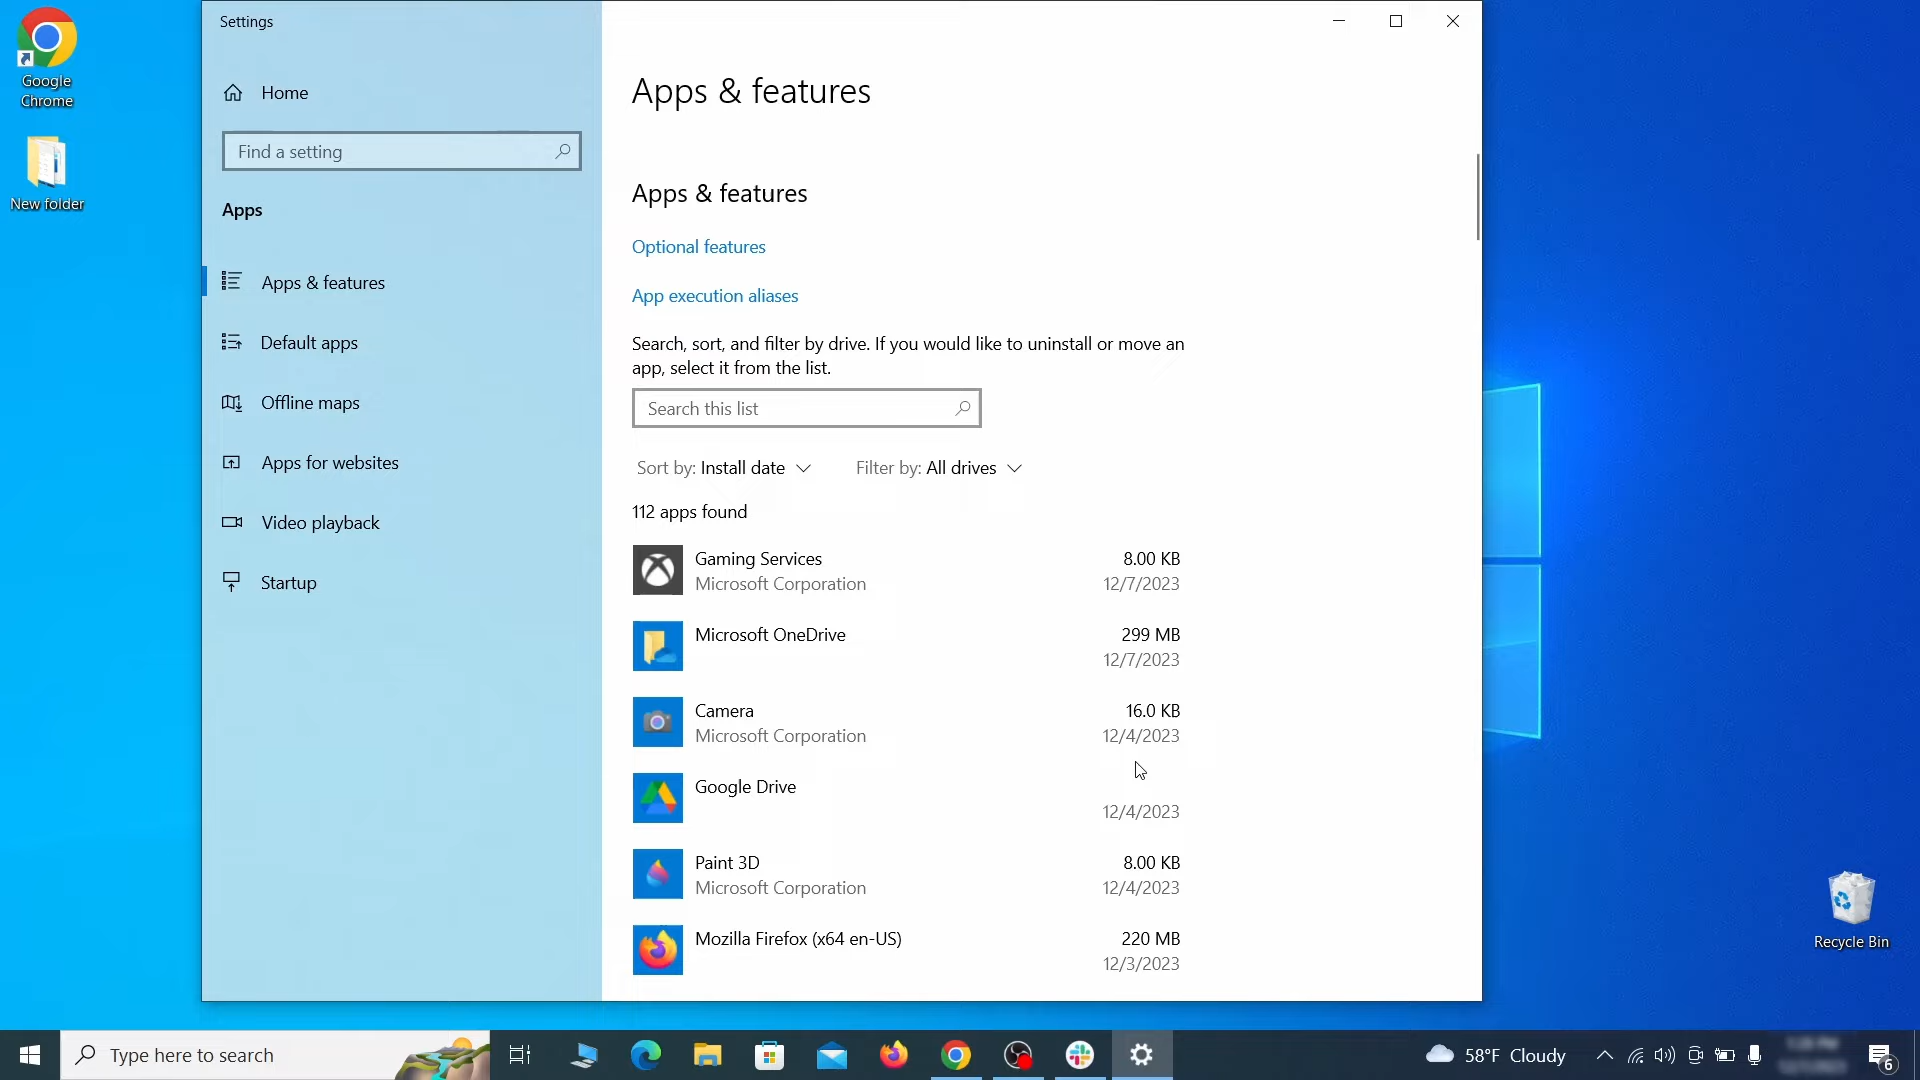 Google
Chrome
New folder
Settings
Home
Find a setting
Apps
Apps & features
Default apps
Offline maps
Apps for websites
Video playback
Startup
Apps & features
Apps & features
Optional features
App execution aliases
Search, sort, and filter by drive. If you would like to uninstall or move an
app, select it from the list.
Search this list
Sort by: Install date
Filter by: All drives
112 apps found
Gaming Services 8.00 KB
Microsoft Corporation 12/7/2023
Microsoft OneDrive 299 MB
12/7/2023
Camera 16.0 KB
Microsoft Corporation 12/4/2023
Google Drive
12/4/2023
Paint 3D 8.00 KB
Microsoft Corporation 12/4/2023
Mozilla Firefox (x64 en-US) 220 MB
12/3/2023
Recycle Bin
Type here to search
58°F Cloudy
6